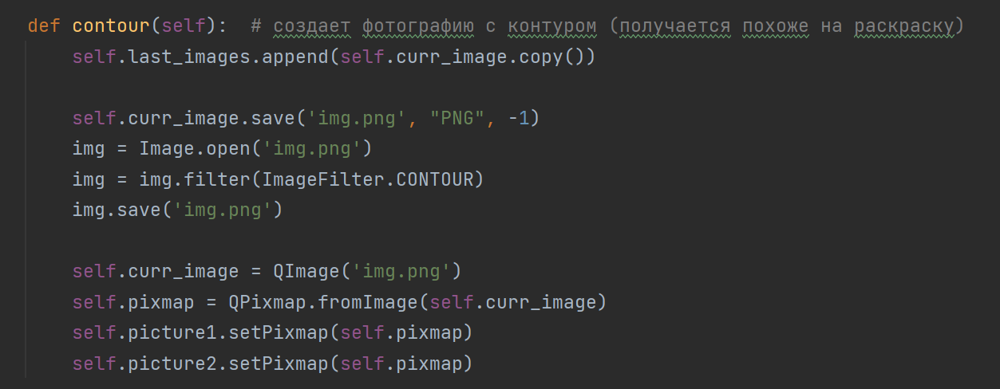 def contour(self):  # создает фотографию с контуром (получается похоже на раскраску)
self.last_images.append(self.curr_image.copy())
self.curr_image.save('img.png', "PNG", -1)
img = Image.open('img.png')
img = img.filter(ImageFilter.CONTOUR)
img.save('img.png')
self.curr_image = QImage('img.png')
self.pixmap = QPixmap.fromImage(self.curr_image)
self.picture1.setPixmap(self.pixmap)
self.picture2.setPixmap(self.pixmap)